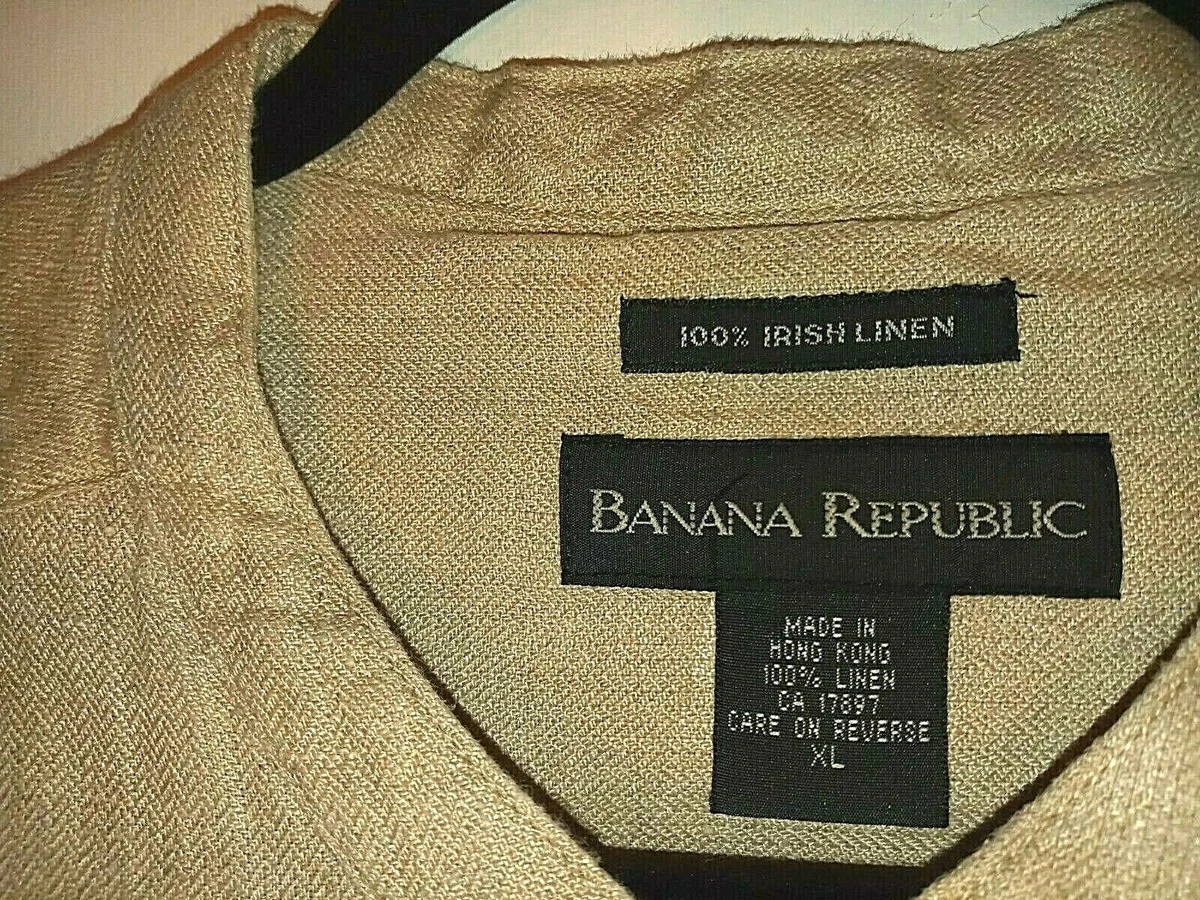 100% IRISH LINEN
BANANA REPUBLIC
MADE IN
HONG KONG
100% LINEN
CA 17897
CARE ON REVERSE
XL